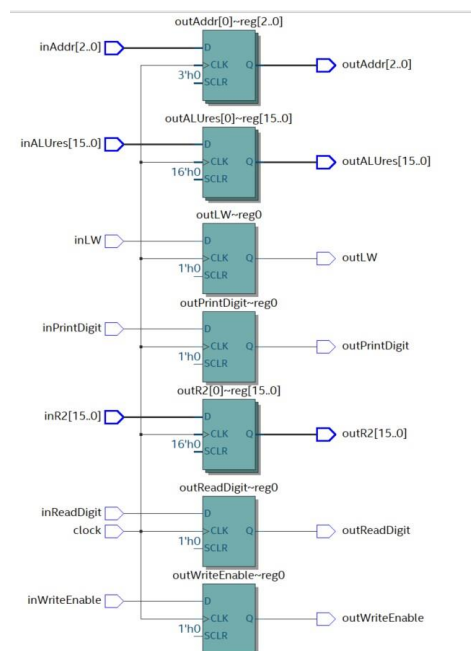 outAddr[0]~reg[2..0]
inAddr[2..0]
D
>CLK Q
3'h0
SCLR
outAddr[2..0]
outALUres[0]~reg[15..0]
inALUres[15..0]
D
>CLK Q
16'h0
SCLR
outALUres[15..0]
outLW~reg0
inLW
D
>CLK Q
1'h0
SCLR
outLW
outPrintDigit~reg0
inPrintDigit
D
>CLK Q
1'h0
SCLR
outPrintDigit
outR2[0]~reg[15..0]
inR2[15..0]
D
>CLK Q
16'h0
SCLR
outR2[15..0]
outReadDigit~reg0
inReadDigit
D
clock
>CLK Q
1'h0
SCLR
outReadDigit
outWriteEnable~reg0
inWriteEnable
D
>CLK Q
1'h0
SCLR
outWriteEnable